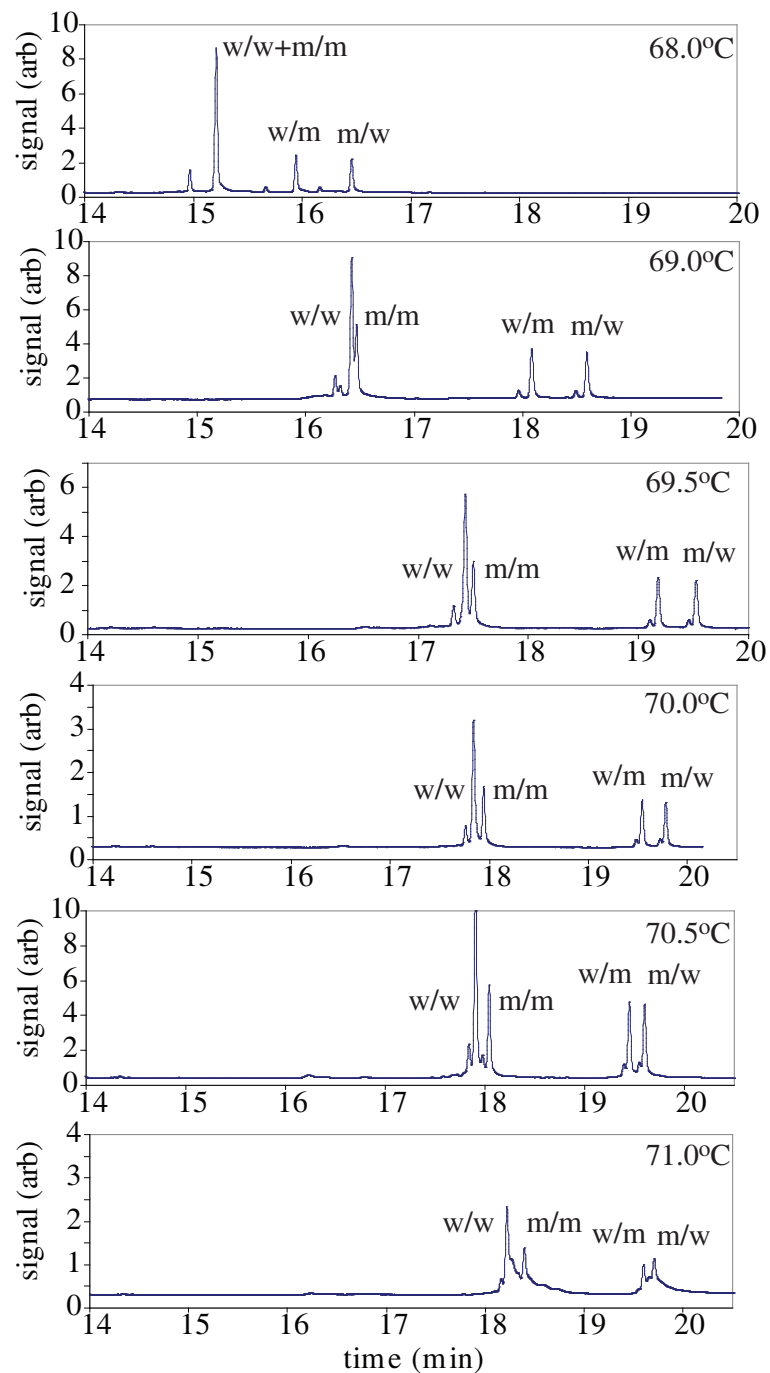 10
8
6
4
2
0
signal (arb)
w/w+m/m
w/m
m/w
68.0°C
14 15 16 17 18 19 20
10
8
6
4
2
0
signal (arb)
w/w
m/m
w/m
m/w
69.0°C
14 15 16 17 18 19 20
6
4
2
0
signal (arb)
w/w
m/m
w/m
m/w
69.5°C
14 15 16 17 18 19 20
4
3
2
1
0
signal (arb)
w/w
m/m
w/m
m/w
70.0°C
14 15 16 17 18 19 20
10
8
6
4
2
0
signal (arb)
w/w
m/m
w/m
m/w
70.5°C
14 15 16 17 18 19 20
4
3
2
1
0
signal (arb)
w/w
m/m
w/m
m/w
71.0°C
14 15 16 17 18 19 20
time (min)